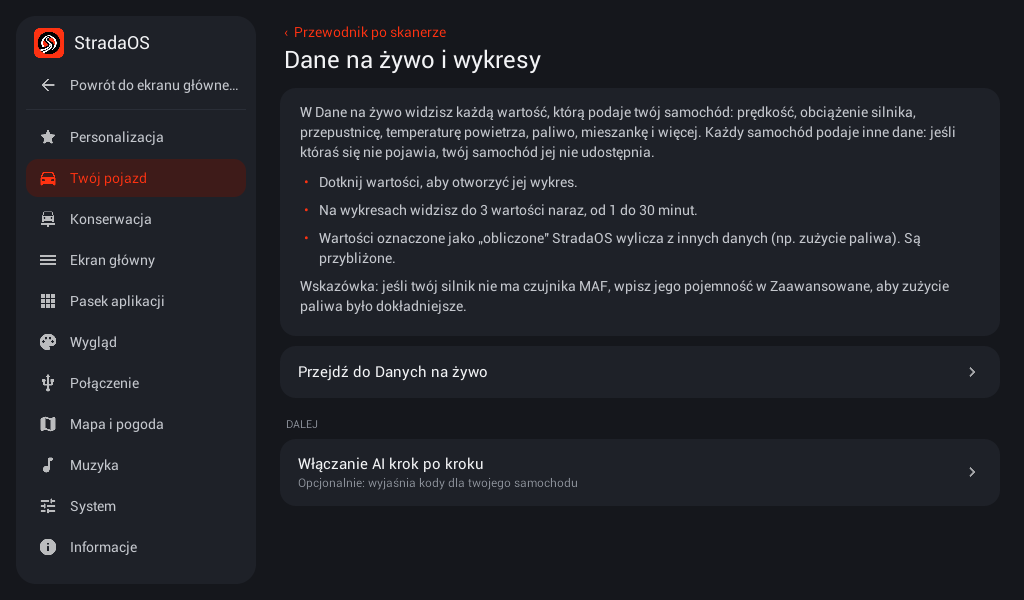 StradaOS
Powrót do ekranu główne...
Personalizacja
Twój pojazd
Konserwacja
Ekran główny
Pasek aplikacji
Wygląd
Połączenie
Mapa i pogoda
Muzyka
System
Informacje
‹ Przewodnik po skanerze
Dane na żywo i wykresy
W Dane na żywo widzisz każdą wartość, którą podaje twój samochód: prędkość, obciążenie silnika,
przepustnicę, temperaturę powietrza, paliwo, mieszankę i więcej. Każdy samochód podaje inne dane: jeśli
któraś się nie pojawia, twój samochód jej nie udostępnia.
• Dotknij wartości, aby otworzyć jej wykres.
• Na wykresach widzisz do 3 wartości naraz, od 1 do 30 minut.
• Wartości oznaczone jako „obliczone” StradaOS wylicza z innych danych (np. zużycie paliwa). Są
przybliżone.
Wskazówka: jeśli twój silnik nie ma czujnika MAF, wpisz jego pojemność w Zaawansowane, aby zużycie
paliwa było dokładniejsze.
Przejdź do Danych na żywo
DALEJ
Włączanie AI krok po kroku
Opcjonalnie: wyjaśnia kody dla twojego samochodu